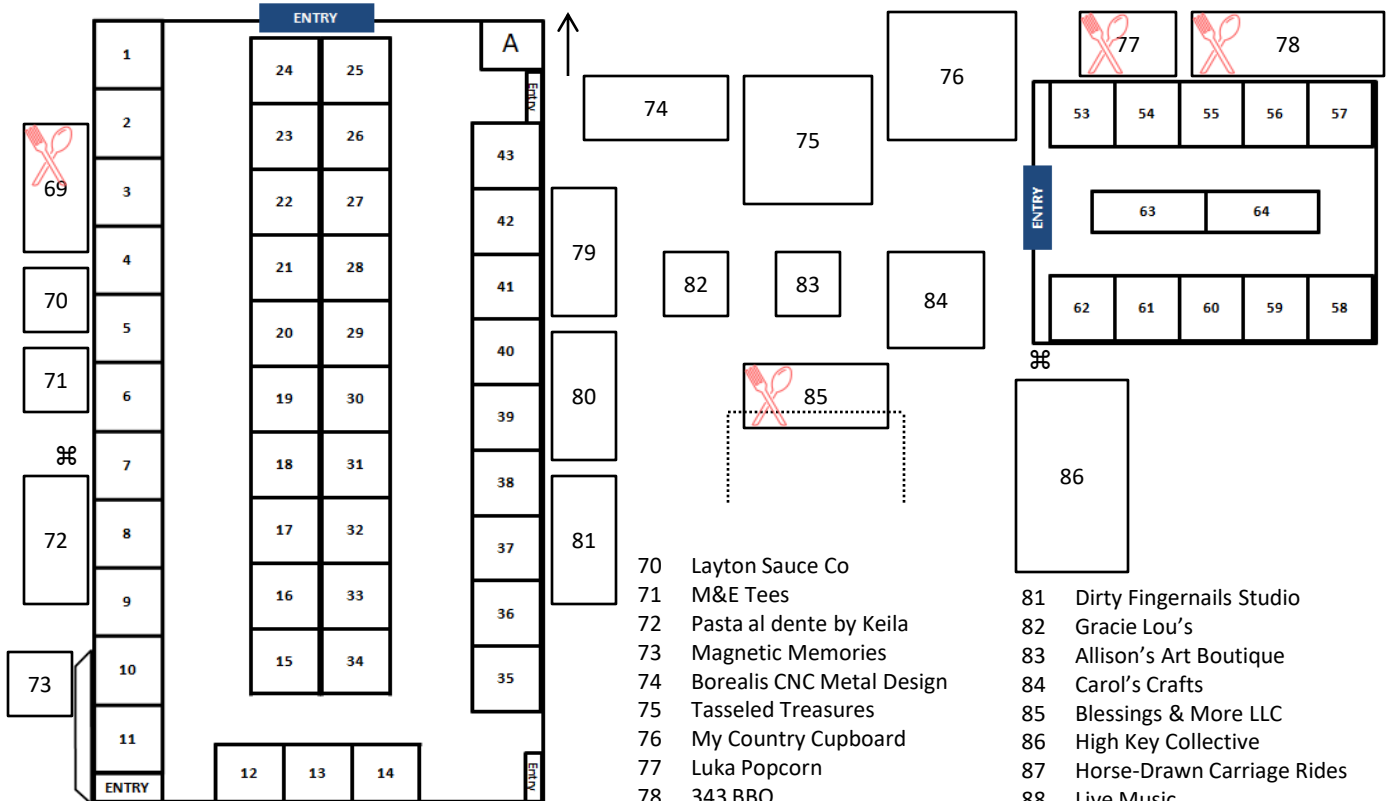 ENTRY
A
Entry
1
2
3
4
5
6
7
8
9
10
11
ENTRY
24 25
23 26
22 27
21 28
20 29
19 30
18 31
17 32
16 33
15 34
12 13 14
43
42
41
40
39
38
37
36
35
Entry
69
70
71
⌘
72
73
74
75
76
77
78
79
80
81
82
83
84
85
53 54 55 56 57
ENTRY
63 64
62 61 60 59 58
⌘
86
70 Layton Sauce Co
71 M&E Tees
72 Pasta al dente by Keila
73 Magnetic Memories
74 Borealis CNC Metal Design
75 Tasseled Treasures
76 My Country Cupboard
77 Luka Popcorn
78 343 BBQ
81 Dirty Fingernails Studio
82 Gracie Lou’s
83 Allison’s Art Boutique
84 Carol’s Crafts
85 Blessings & More LLC
86 High Key Collective
87 Horse-Drawn Carriage Rides
88 Live Music